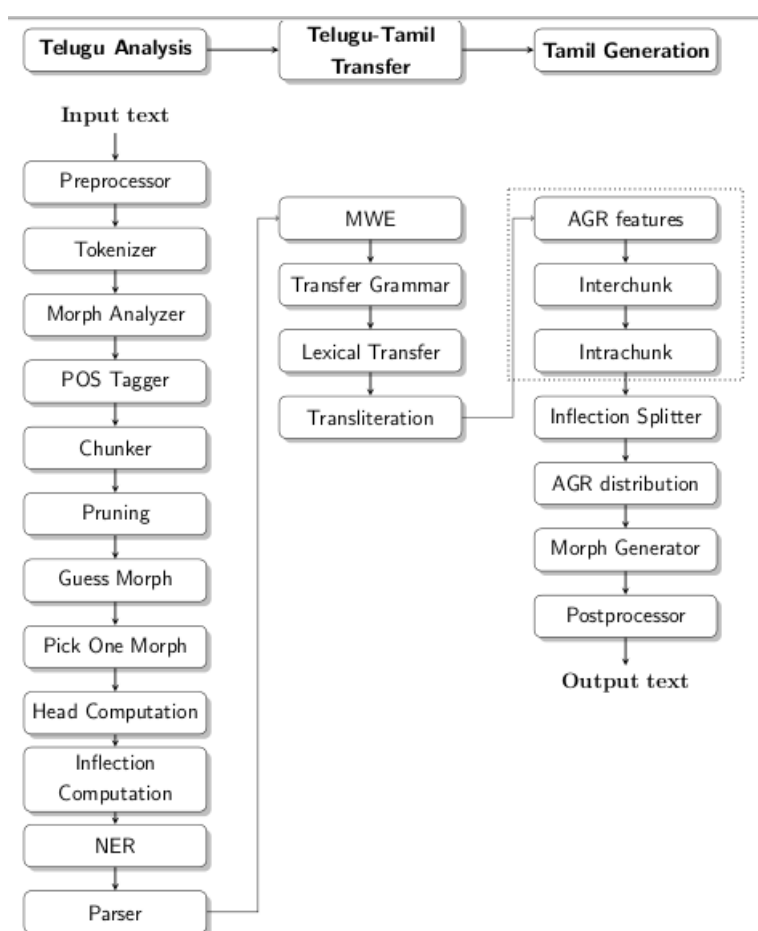 Telugu Analysis
Telugu-Tamil
Transfer
Tamil Generation
Input text
Preprocessor
Tokenizer
Morph Analyzer
POS Tagger
Chunker
Pruning
Guess Morph
Pick One Morph
Head Computation
Inflection
Computation
NER
Parser
MWE
Transfer Grammar
Lexical Transfer
Transliteration
AGR features
Interchunk
Intrachunk
Inflection Splitter
AGR distribution
Morph Generator
Postprocessor
Output text